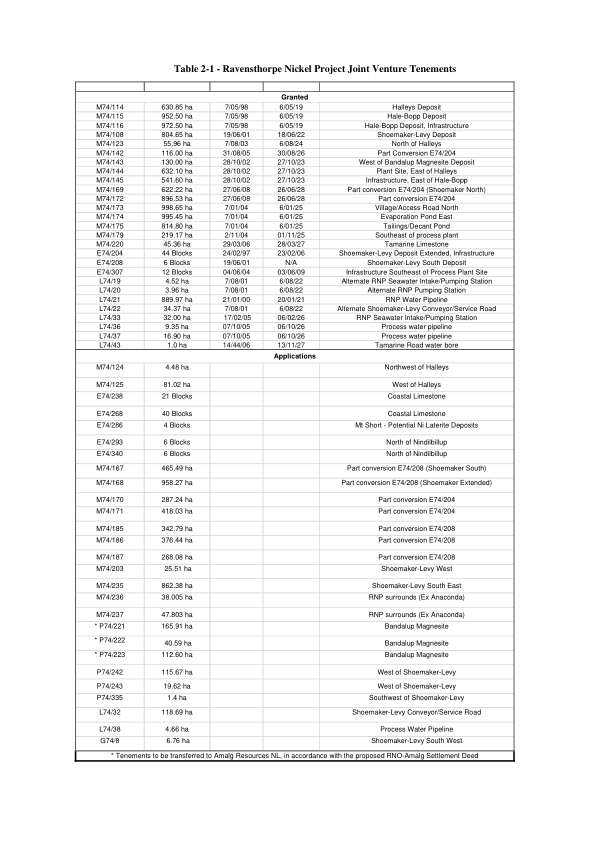 Table 2-1 - Ravensthorpe Nickel Project Joint Venture Tenements
Granted
M74/114 630.85 ha 7/05/98 6/05/19 Halleys Deposit
M74/115 952.50 ha 7/05/98 6/05/19 Hale-Bopp Deposit
M74/116 972.50 ha 7/05/98 6/05/19 Hale-Bopp Deposit, Infrastructure
M74/108 804.65 ha 19/06/01 18/06/22 Shoemaker-Levy Deposit
M74/123 55.96 ha 7/08/03 6/08/24 North of Halleys
M74/142 116.00 ha 31/08/05 30/08/26 Part Conversion E74/204
M74/143 130.00 ha 28/10/02 27/10/23 West of Bandalup Magnesite Deposit
M74/144 632.10 ha 28/10/02 27/10/23 Plant Site, East of Halleys
M74/145 541.60 ha 28/10/02 27/10/23 Infrastructure, East of Hale-Bopp
M74/169 622.22 ha 27/06/08 26/06/28 Part conversion E74/204 (Shoemaker North)
M74/172 896.53 ha 27/06/08 26/06/28 Part conversion E74/204
M74/173 998.65 ha 7/01/04 6/01/25 Village/Access Road North
M74/174 995.45 ha 7/01/04 6/01/25 Evaporation Pond East
M74/175 814.80 ha 7/01/04 6/01/25 Tailings/Decant Pond
M74/179 219.17 ha 2/11/04 01/11/25 Southeast of process plant
M74/220 45.36 ha 29/03/06 28/03/27 Tamarine Limestone
E74/204 44 Blocks 24/02/97 23/02/06 Shoemaker-Levy Deposit Extended, Infrastructure
E74/208 6 Blocks 19/06/01 N/A Shoemaker-Levy South Deposit
E74/307 12 Blocks 04/06/04 03/06/09 Infrastructure Southeast of Process Plant Site
L74/19 4.52 ha 7/08/01 6/08/22 Alternate RNP Seawater Intake/Pumping Station
L74/20 3.96 ha 7/08/01 6/08/22 Alternate RNP Pumping Station
L74/21 889.97 ha 21/01/00 20/01/21 RNP Water Pipeline
L74/22 34.37 ha 7/08/01 6/08/22 Alternate Shoemaker-Levy Conveyor/Service Road
L74/33 32.00 ha 17/02/05 06/02/26 RNP Seawater Intake/Pumping Station
L74/36 9.35 ha 07/10/05 06/10/26 Process water pipeline
L74/37 16.90 ha 07/10/05 06/10/26 Process water pipeline
L74/43 1.0 ha 14/44/06 13/11/27 Tamarine Road water bore
Applications
M74/124 4.48 ha Northwest of Halleys
M74/125 81.02 ha West of Halleys
E74/238 21 Blocks Coastal Limestone
E74/268 40 Blocks Coastal Limestone
E74/286 4 Blocks Mt Short - Potential Ni Laterite Deposits
E74/293 6 Blocks North of Nindilbillup
E74/340 6 Blocks North of Nindilbillup
M74/167 465.49 ha Part conversion E74/208 (Shoemaker South)
M74/168 958.27 ha Part conversion E74/208 (Shoemaker Extended)
M74/170 287.24 ha Part conversion E74/204
M74/171 418.03 ha Part conversion E74/204
M74/185 342.79 ha Part conversion E74/208
M74/186 376.44 ha Part conversion E74/208
M74/187 268.08 ha Part conversion E74/208
M74/203 25.51 ha Shoemaker-Levy West
M74/235 862.38 ha Shoemaker-Levy South East
M74/236 38.005 ha RNP surrounds (Ex Anaconda)
M74/237 47.803 ha RNP surrounds (Ex Anaconda)
* P74/221 165.91 ha Bandalup Magnesite
* P74/222 40.59 ha Bandalup Magnesite
* P74/223 112.60 ha Bandalup Magnesite
P74/242 115.67 ha West of Shoemaker-Levy
P74/243 19.62 ha West of Shoemaker-Levy
P74/335 1.4 ha Southwest of Shoemaker-Levy
L74/32 118.69 ha Shoemaker-Levy Conveyor/Service Road
L74/38 4.66 ha Process Water Pipeline
G74/8 6.76 ha Shoemaker-Levy South West
* Tenements to be transferred to Amalg Resources NL, in accordance with the proposed RNO-Amalg Settlement Deed